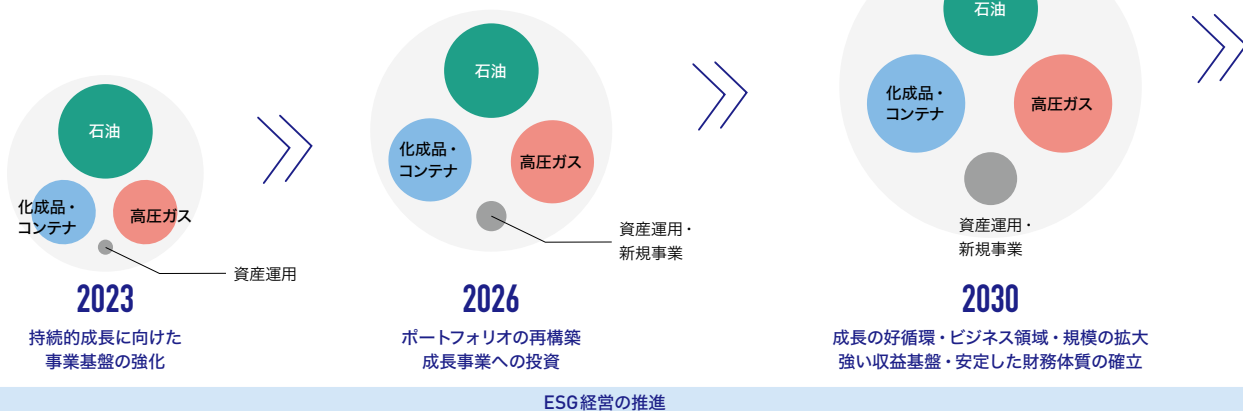 石油
化成品・
コンテナ
高圧ガス
資産運用
2023
持続的成長に向けた
事業基盤の強化
石油
化成品・
コンテナ
高圧ガス
資産運用・
新規事業
2026
ポートフォリオの再構築
成長事業への投資
石油
化成品・
コンテナ
高圧ガス
資産運用・
新規事業
2030
成長の好循環・ビジネス領域・規模の拡大
強い収益基盤・安定した財務体質の確立
ESG経営の推進